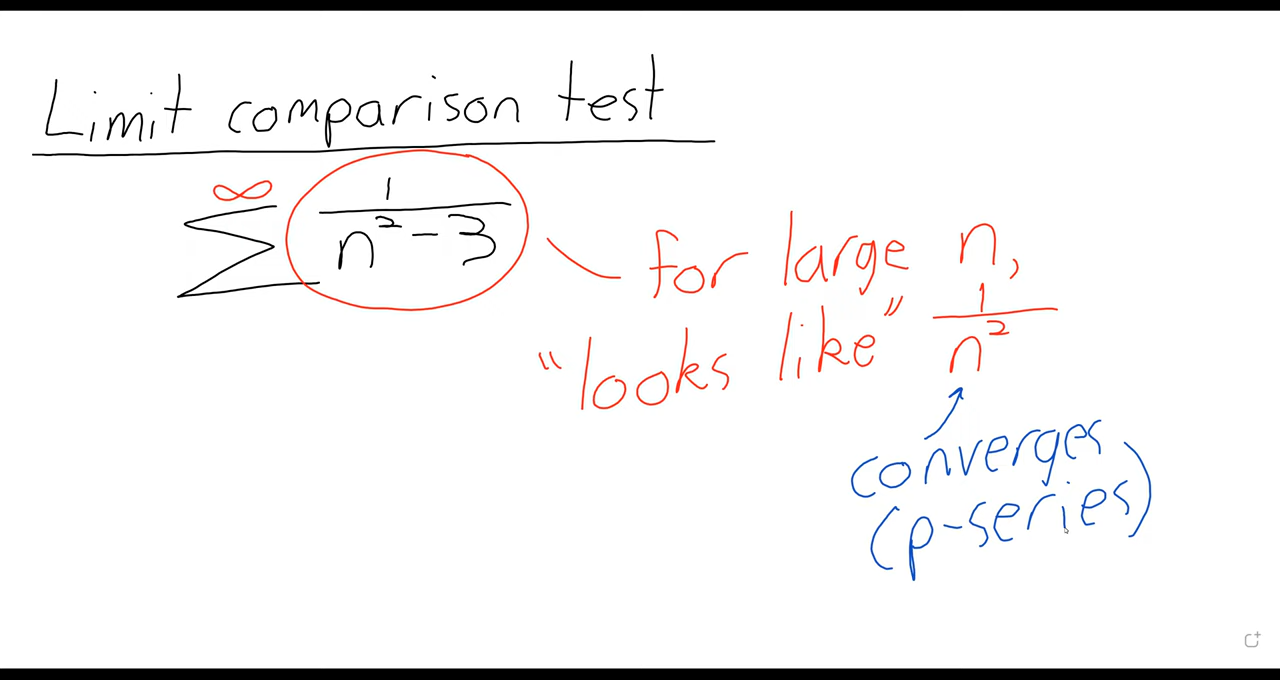 Limit comparison test
∞
∑ 1/(n² - 3)
for large n,
"looks like" 1/n²
converges
(p-series)